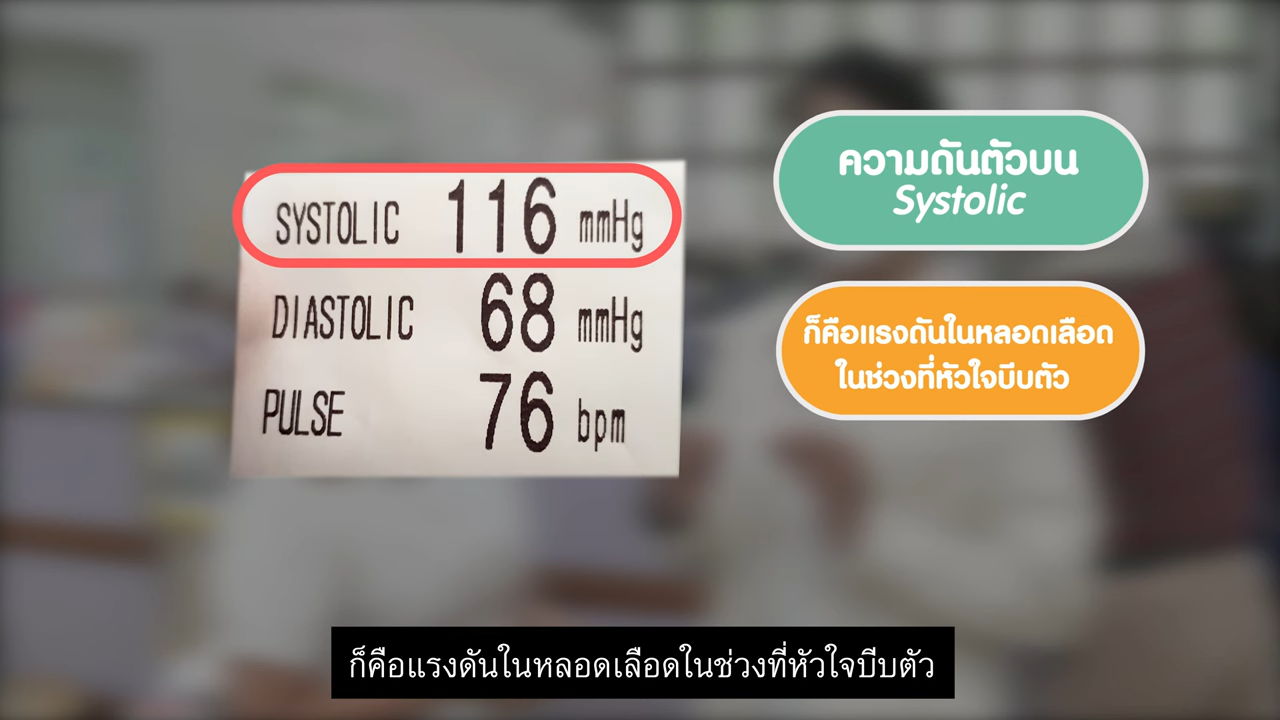 SYSTOLIC 116 mmHg
DIASTOLIC 68 mmHg
PULSE 76 bpm
ความดันตัวบน
Systolic
ก็คือแรงดันในหลอดเลือด
ในช่วงที่หัวใจบีบตัว
ก็คือแรงดันในหลอดเลือดในช่วงที่หัวใจบีบตัว